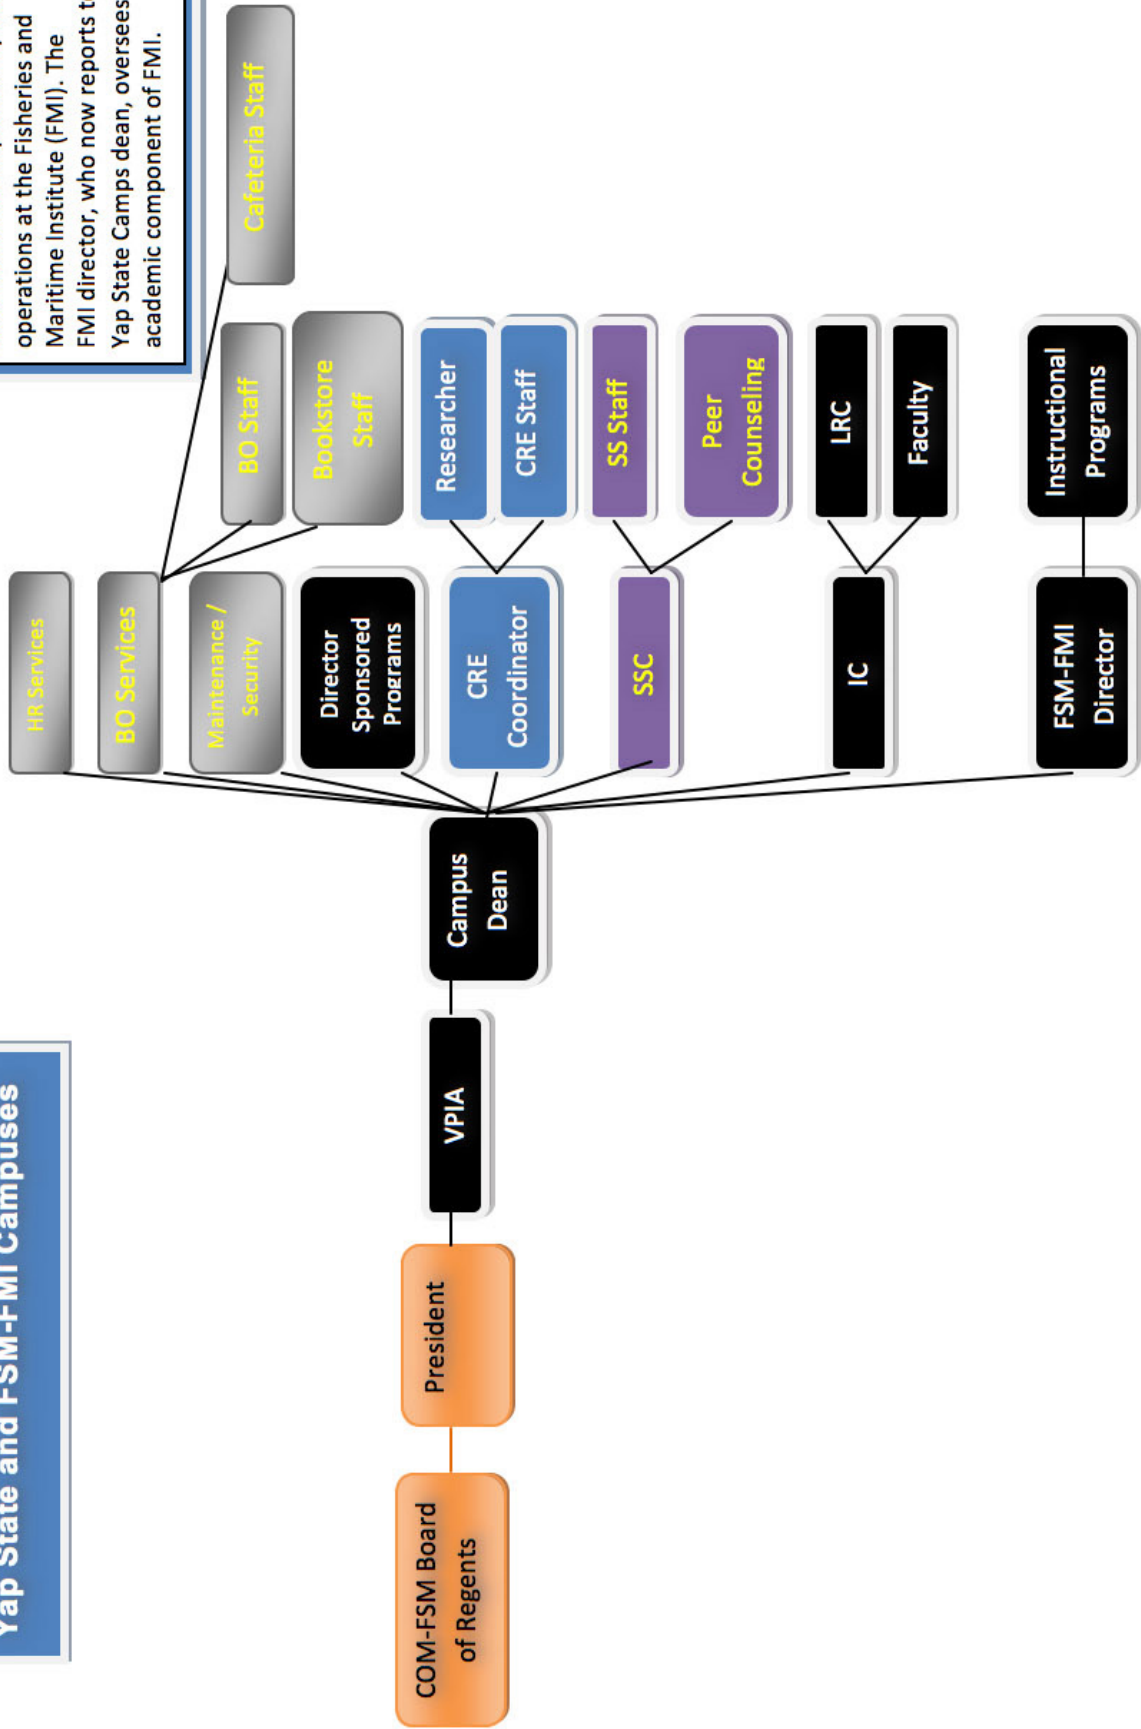 Yap State and FSM-FMI Campuses
operations at the Fisheries and
Maritime Institute (FMI). The
FMI director, who now reports
Yap State Camps dean, oversees
academic component of FMI.
COM-FSM Board
of Regents
President
VPIA
Campus
Dean
HR Services
BO Services
Maintenance /
Security
Director
Sponsored
Programs
CRE
Coordinator
SSC
IC
FSM-FMI
Director
Cafeteria Staff
BO Staff
Bookstore
Staff
Researcher
CRE Staff
SS Staff
Peer
Counseling
LRC
Faculty
Instructional
Programs